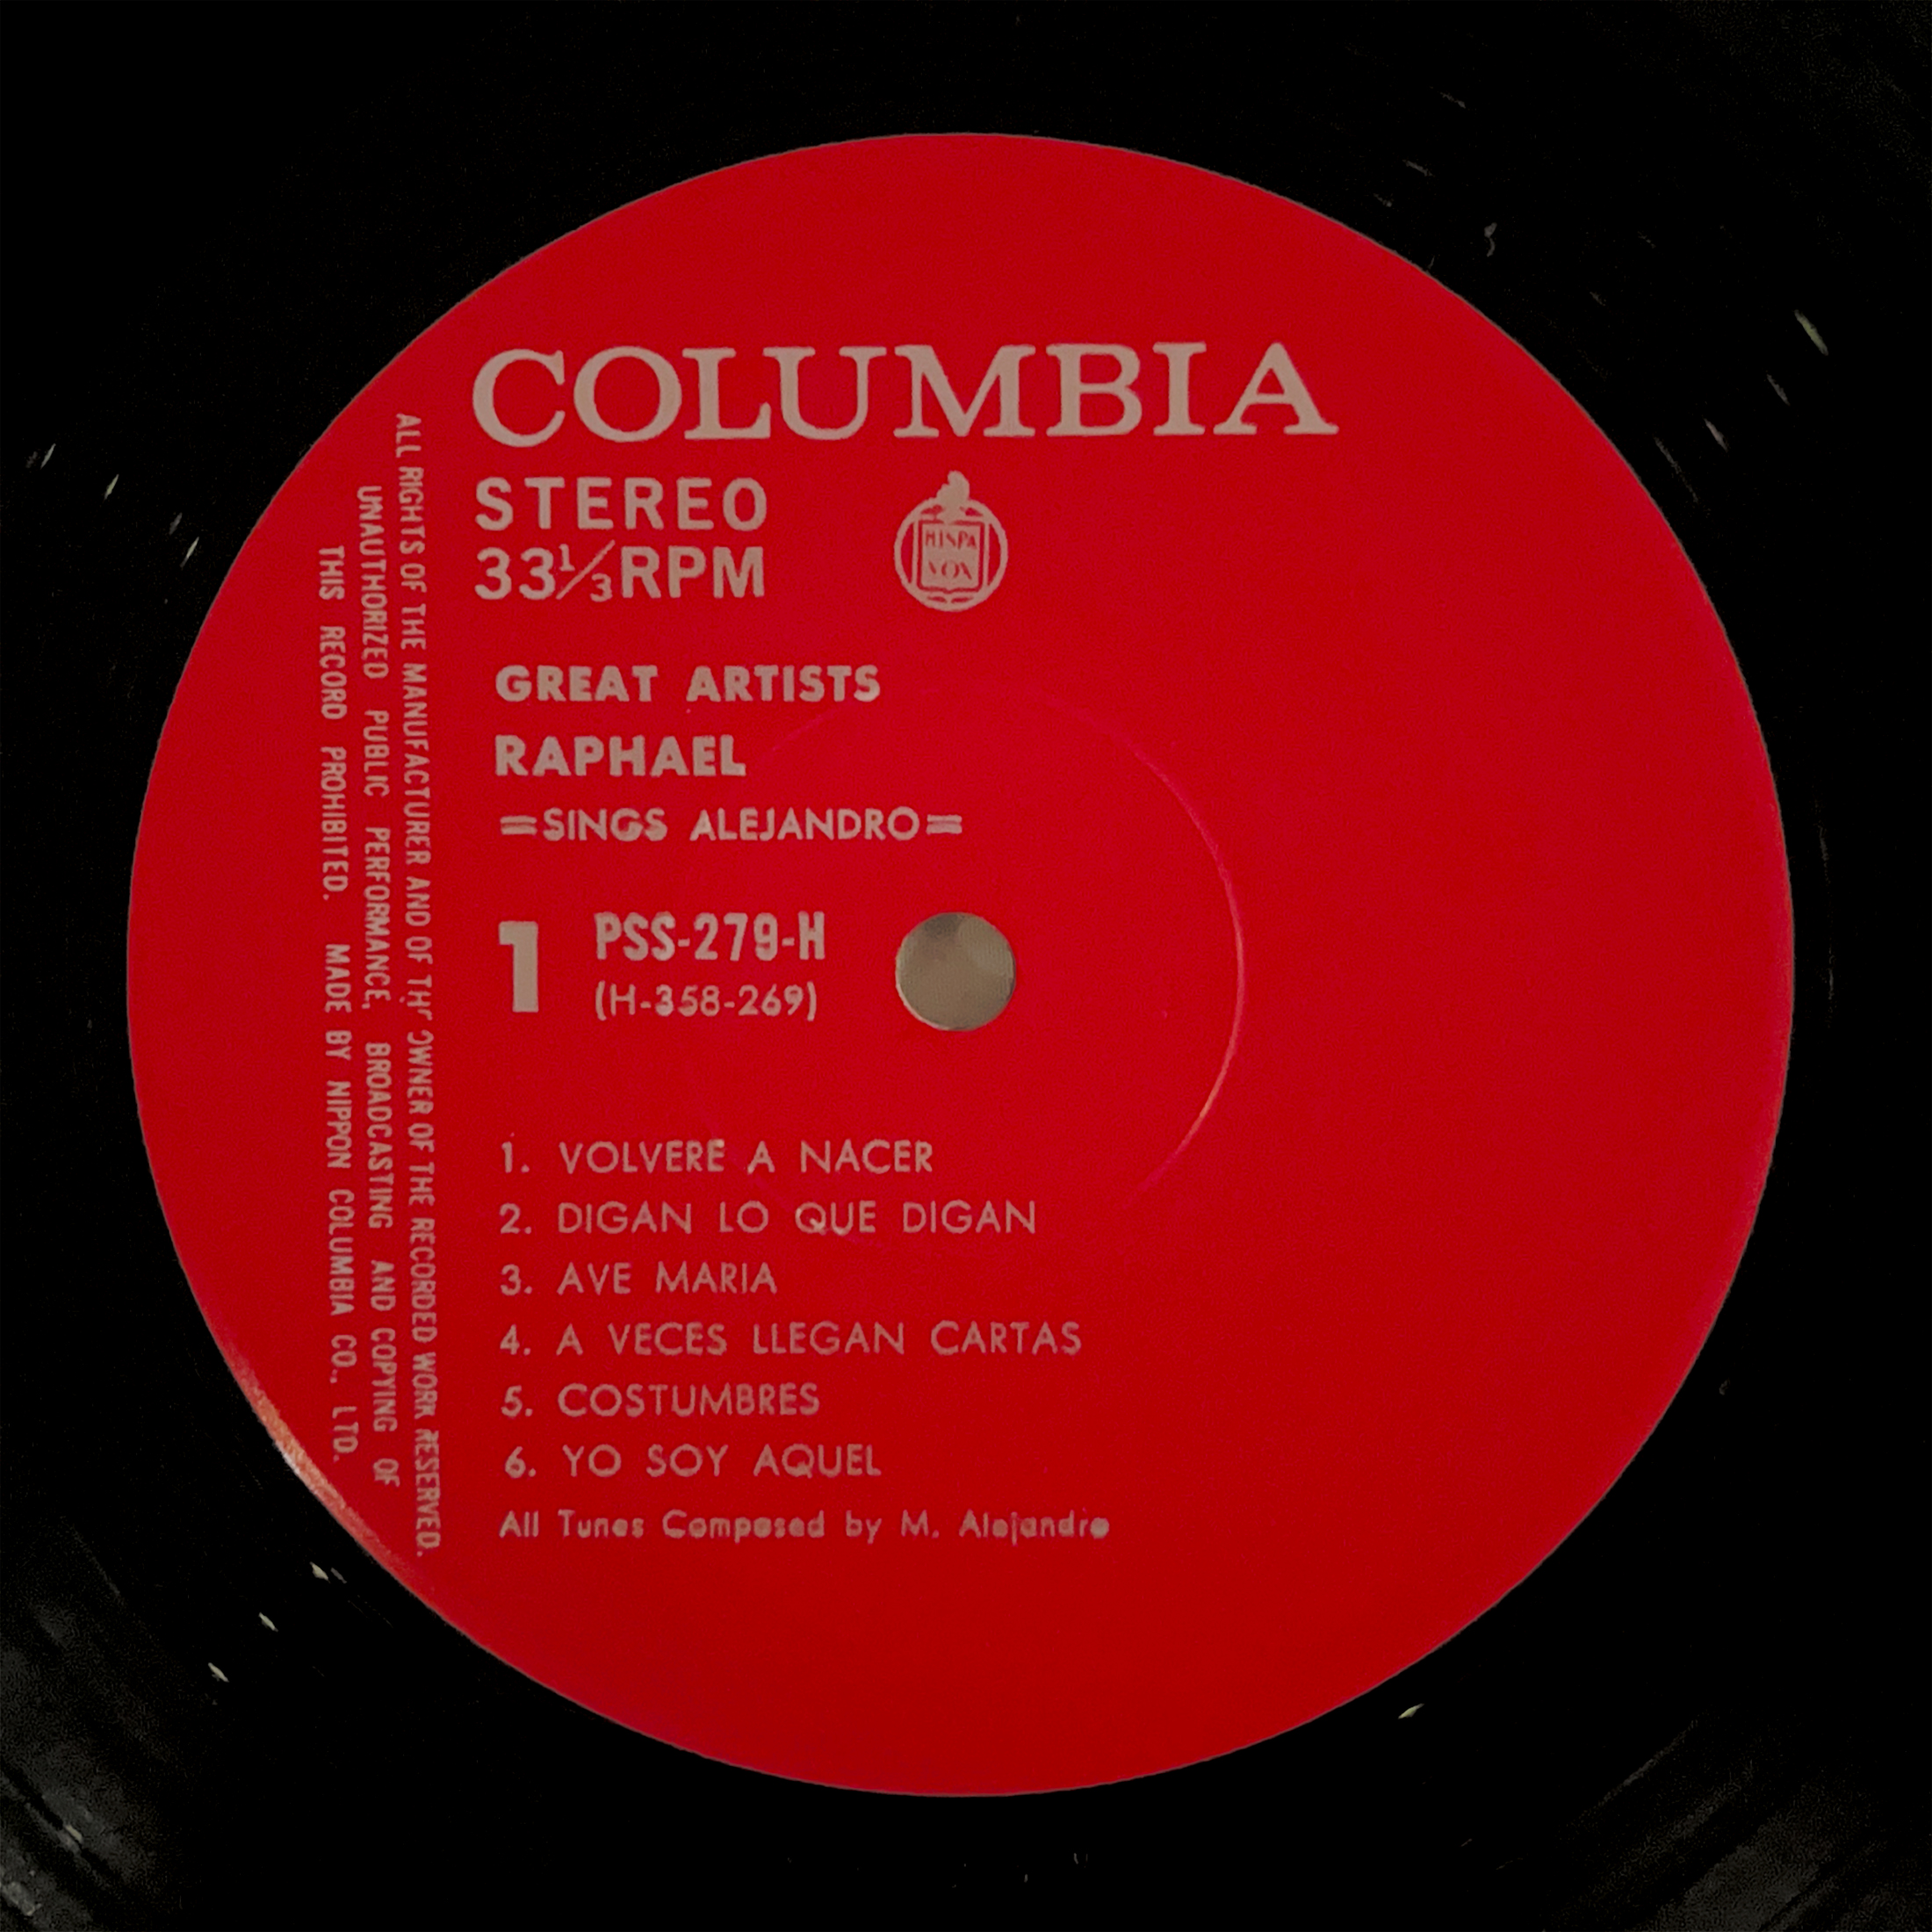 COLUMBIA
STEREO
33⅓RPM
HISPA
VOX
GREAT ARTISTS
RAPHAEL
=SINGS ALEJANDRO=
1
PSS-279-H
(H-358-269)
1. VOLVERE A NACER
2. DIGAN LO QUE DIGAN
3. AVE MARIA
4. A VECES LLEGAN CARTAS
5. COSTUMBRES
6. YO SOY AQUEL
All Tunes Composed by M. Alejandro
ALL RIGHTS OF THE MANUFACTURER AND OF THE OWNER OF THE RECORDED WORK RESERVED.
UNAUTHORIZED PUBLIC PERFORMANCE, BROADCASTING AND COPYING OF
THIS RECORD PROHIBITED. MADE BY NIPPON COLUMBIA CO., LTD.